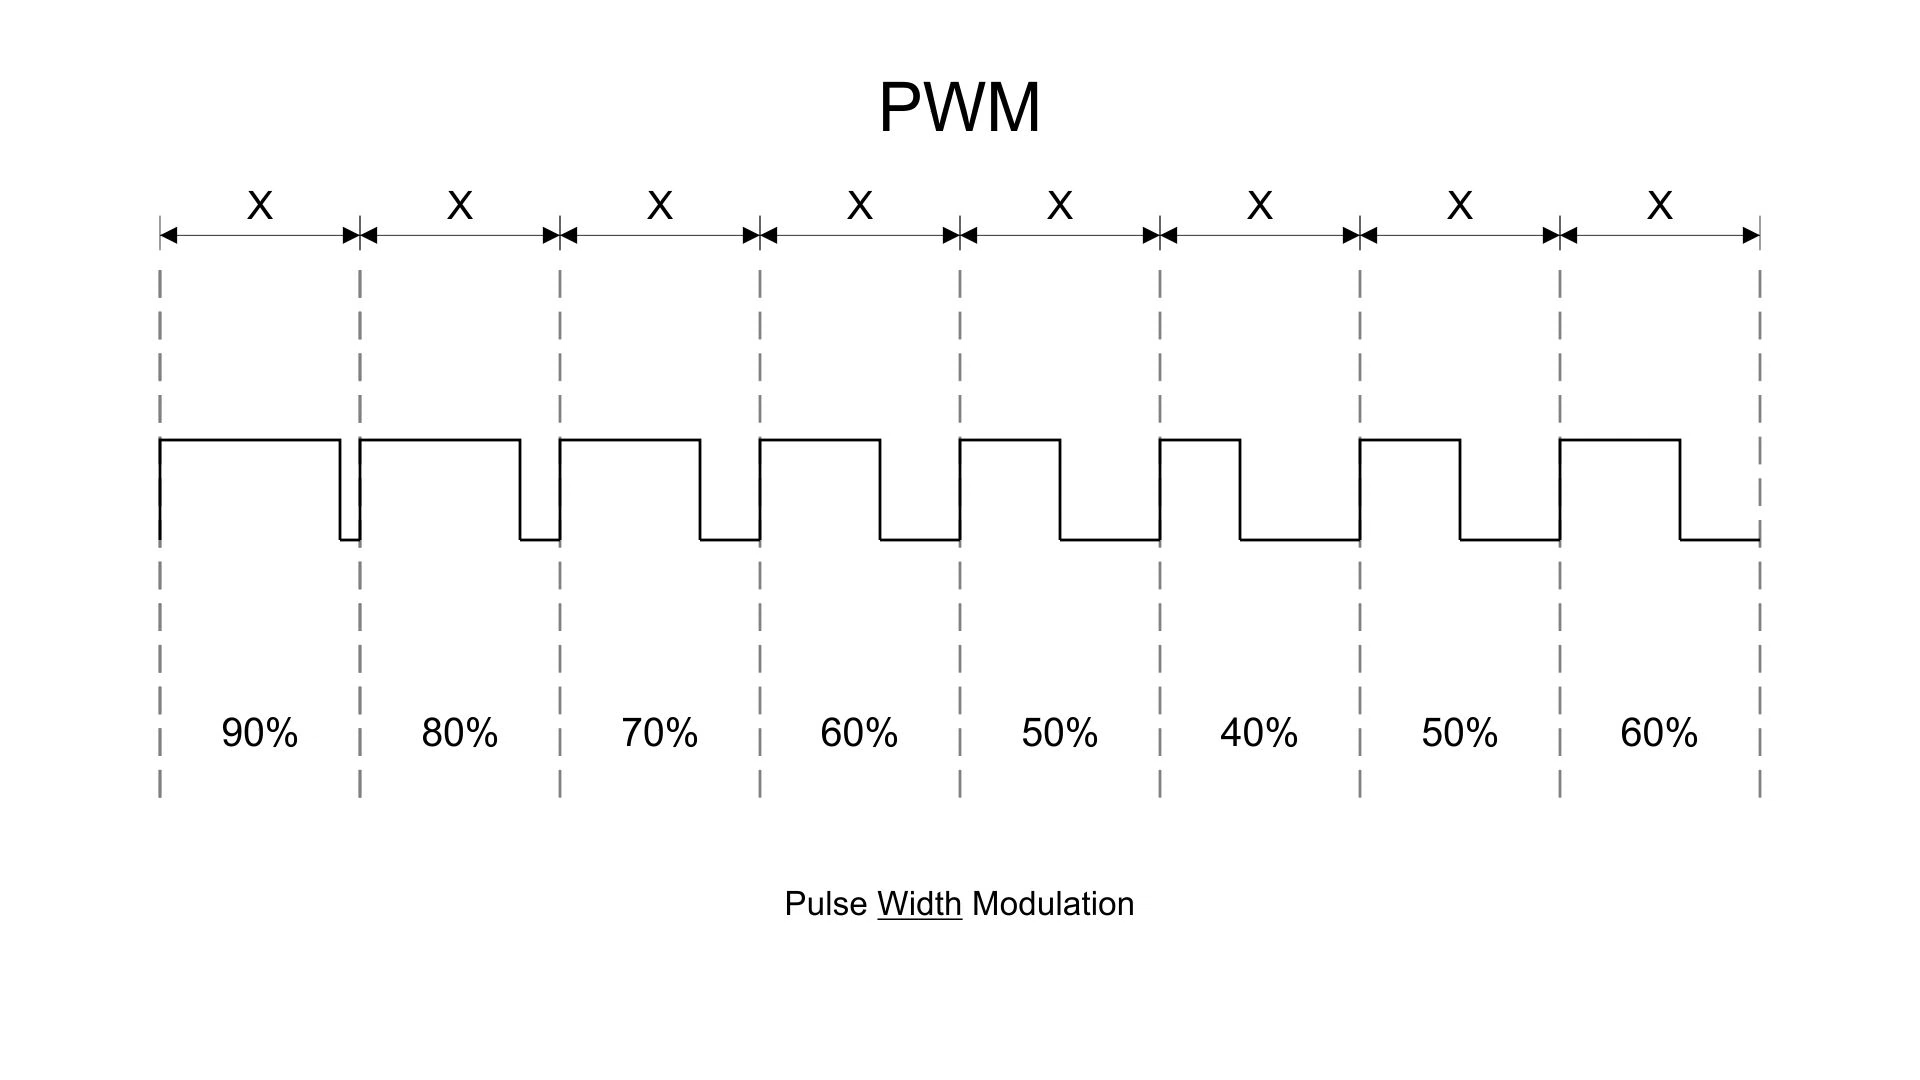 PWM
X X X X X X X X
90% 80% 70% 60% 50% 40% 50% 60%
Pulse Width Modulation